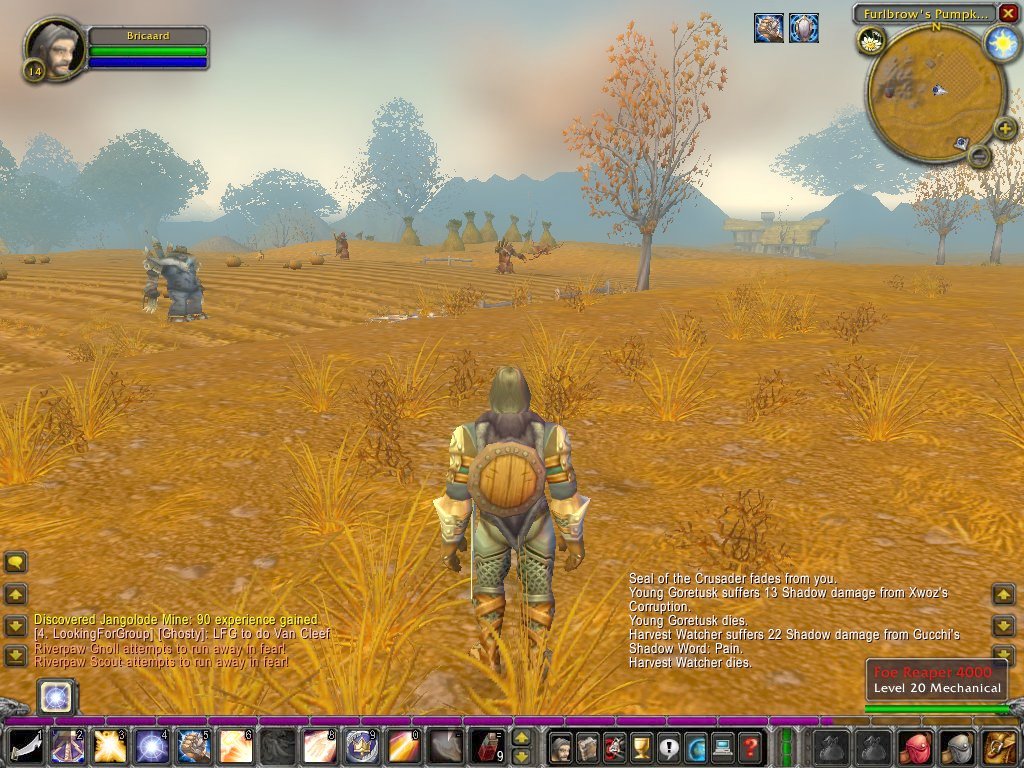 Bricaard
14
Furlbrow's Pumpk...
N
Seal of the Crusader fades from you.
Young Goretusk suffers 13 Shadow damage from Xwoz's
Corruption.
Young Goretusk dies.
Harvest Watcher suffers 22 Shadow damage from Gucchi's
Shadow Word: Pain.
Harvest Watcher dies.
Discovered Jangolode Mine: 90 experience gained.
[4. LookingForGroup] [Ghosty]: LFG to do Van Cleef
Riverpaw Gnoll attempts to run away in fear!
Riverpaw Scout attempts to run away in fear!
Foe Reaper 4000
Level 20 Mechanical
1 2 3 4 5 6 7 8 9 0 - =
9